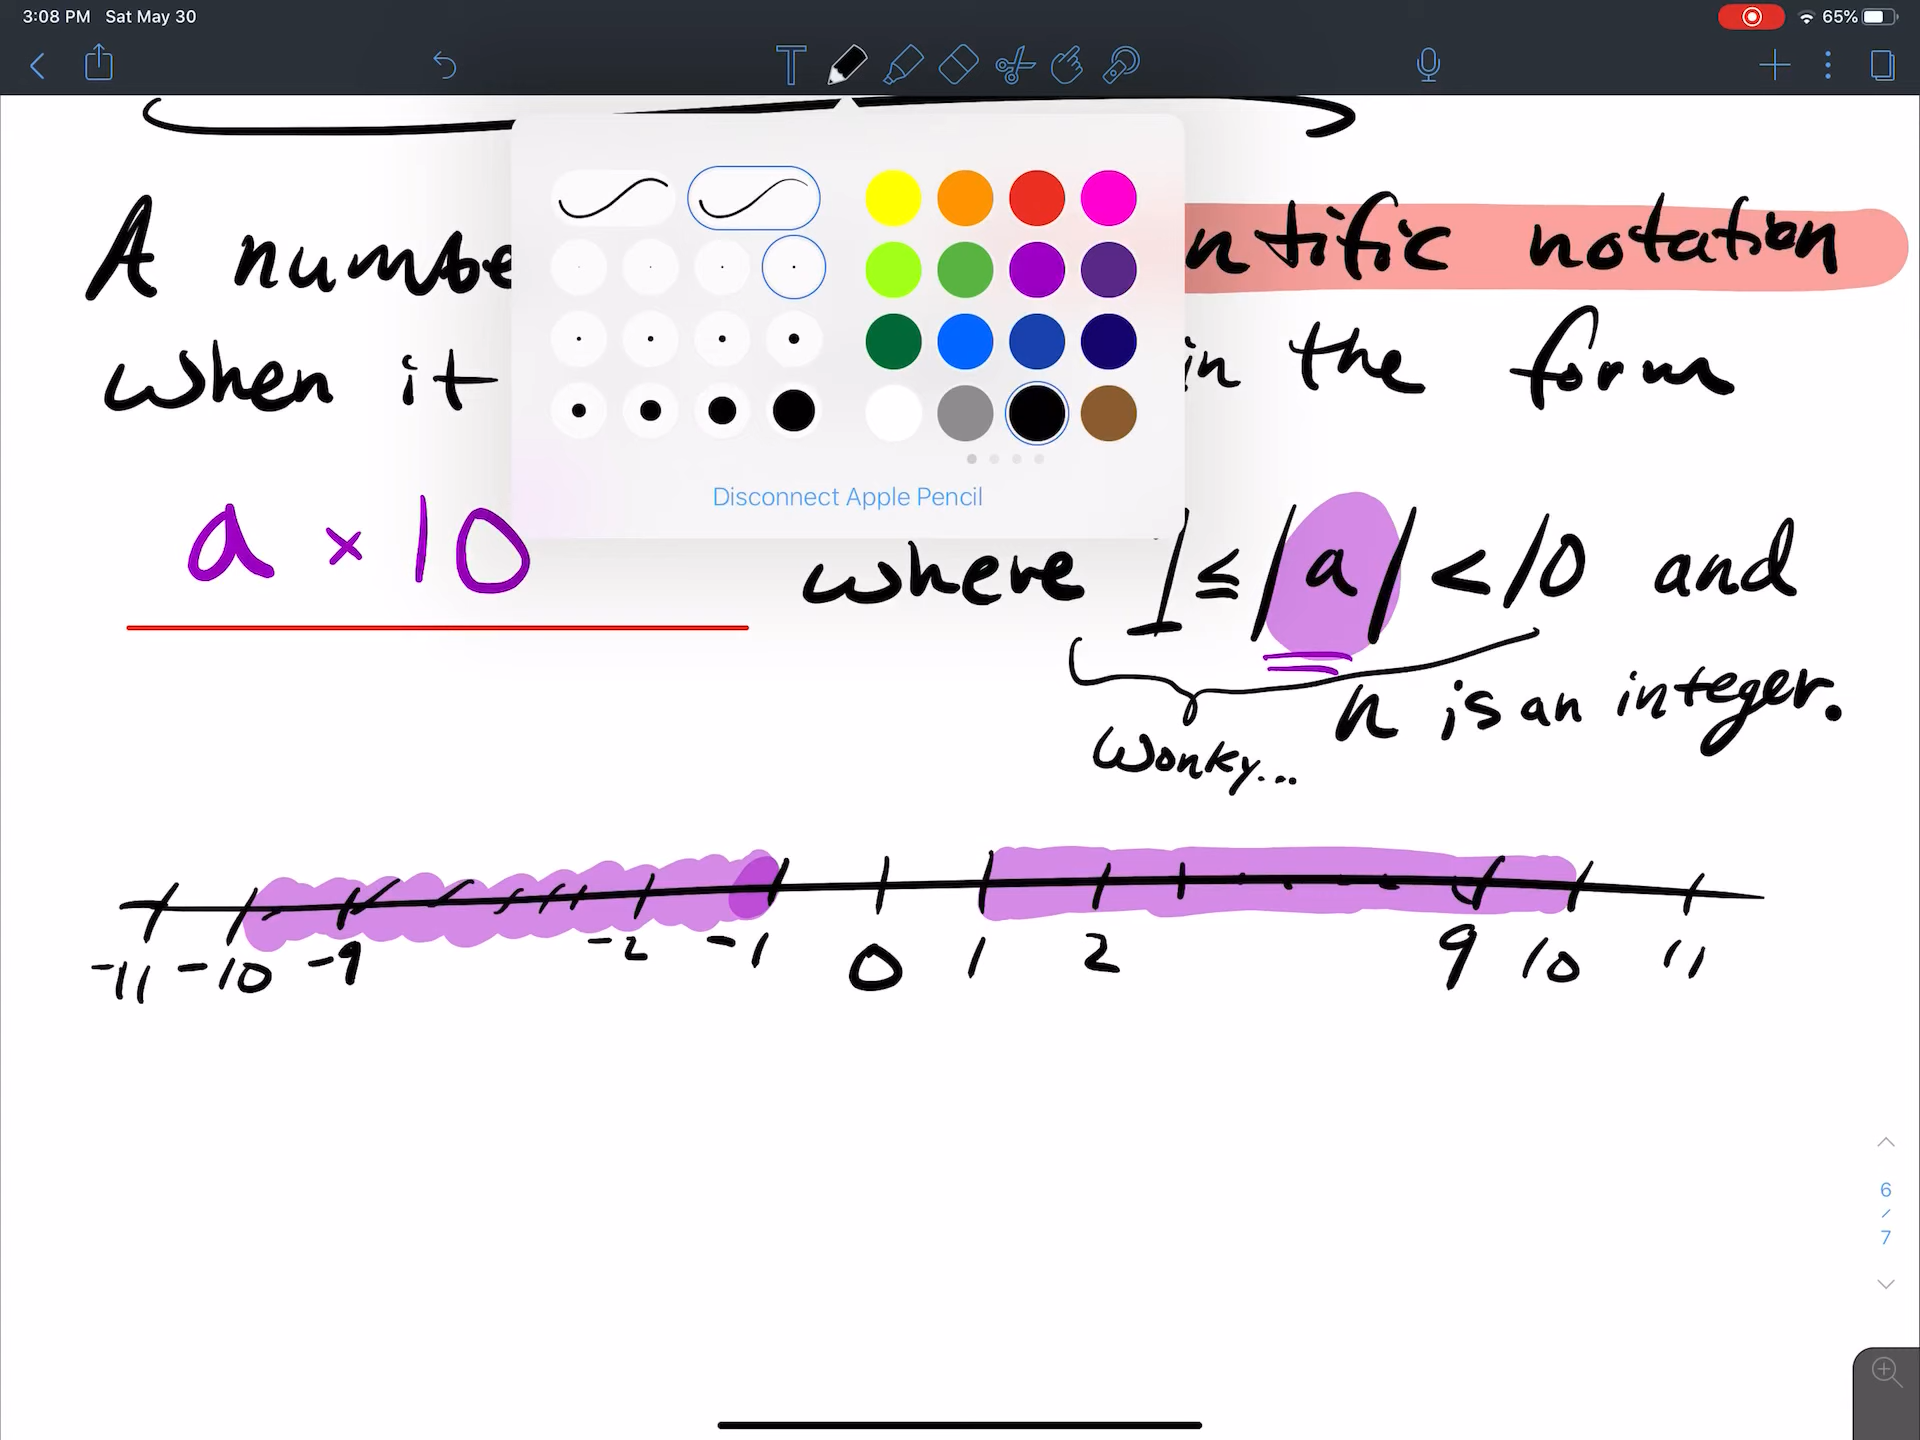 3:08 PM Sat May 30
65%
A numbe ntific notation
when it in the form
Disconnect Apple Pencil
a × 10 where 1 ≤ |a| < 10 and
n is an integer.
Wonky...
-11 -10 -9 -2 -1 0 1 2 9 10 11
6
/
7